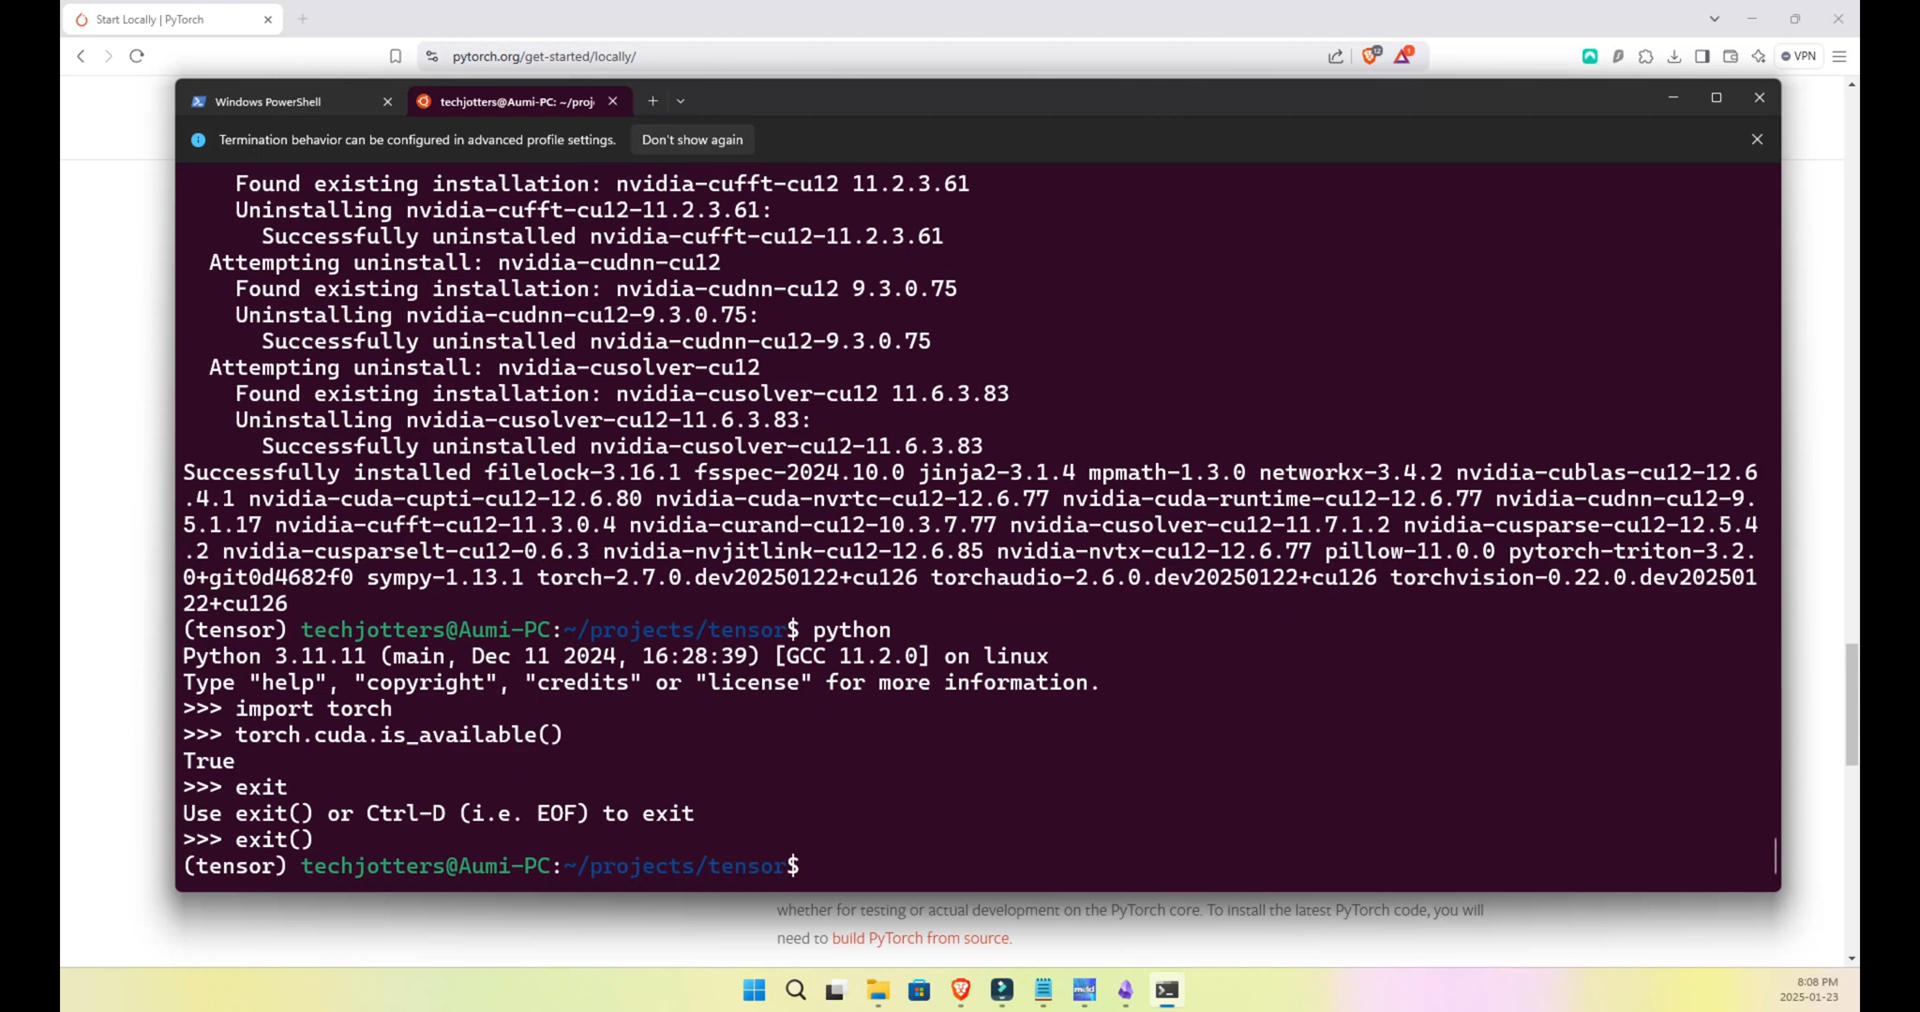 Start Locally | PyTorch
pytorch.org/get-started/locally/
12
1
VPN
Windows PowerShell
techjotters@Aumi-PC: ~/proj
Termination behavior can be configured in advanced profile settings.
Don't show again
Found existing installation: nvidia-cufft-cu12 11.2.3.61
Uninstalling nvidia-cufft-cu12-11.2.3.61:
Successfully uninstalled nvidia-cufft-cu12-11.2.3.61
Attempting uninstall: nvidia-cudnn-cu12
Found existing installation: nvidia-cudnn-cu12 9.3.0.75
Uninstalling nvidia-cudnn-cu12-9.3.0.75:
Successfully uninstalled nvidia-cudnn-cu12-9.3.0.75
Attempting uninstall: nvidia-cusolver-cu12
Found existing installation: nvidia-cusolver-cu12 11.6.3.83
Uninstalling nvidia-cusolver-cu12-11.6.3.83:
Successfully uninstalled nvidia-cusolver-cu12-11.6.3.83
Successfully installed filelock-3.16.1 fsspec-2024.10.0 jinja2-3.1.4 mpmath-1.3.0 networkx-3.4.2 nvidia-cublas-cu12-12.6
.4.1 nvidia-cuda-cupti-cu12-12.6.80 nvidia-cuda-nvrtc-cu12-12.6.77 nvidia-cuda-runtime-cu12-12.6.77 nvidia-cudnn-cu12-9.
5.1.17 nvidia-cufft-cu12-11.3.0.4 nvidia-curand-cu12-10.3.7.77 nvidia-cusolver-cu12-11.7.1.2 nvidia-cusparse-cu12-12.5.4
.2 nvidia-cusparselt-cu12-0.6.3 nvidia-nvjitlink-cu12-12.6.85 nvidia-nvtx-cu12-12.6.77 pillow-11.0.0 pytorch-triton-3.2.
0+git0d4682f0 sympy-1.13.1 torch-2.7.0.dev20250122+cu126 torchaudio-2.6.0.dev20250122+cu126 torchvision-0.22.0.dev202501
22+cu126
(tensor) techjotters@Aumi-PC:~/projects/tensor$ python
Python 3.11.11 (main, Dec 11 2024, 16:28:39) [GCC 11.2.0] on linux
Type "help", "copyright", "credits" or "license" for more information.
>>> import torch
>>> torch.cuda.is_available()
True
>>> exit
Use exit() or Ctrl-D (i.e. EOF) to exit
>>> exit()
(tensor) techjotters@Aumi-PC:~/projects/tensor$
whether for testing or actual development on the PyTorch core. To install the latest PyTorch code, you will
need to build PyTorch from source.
8:08 PM
2025-01-23